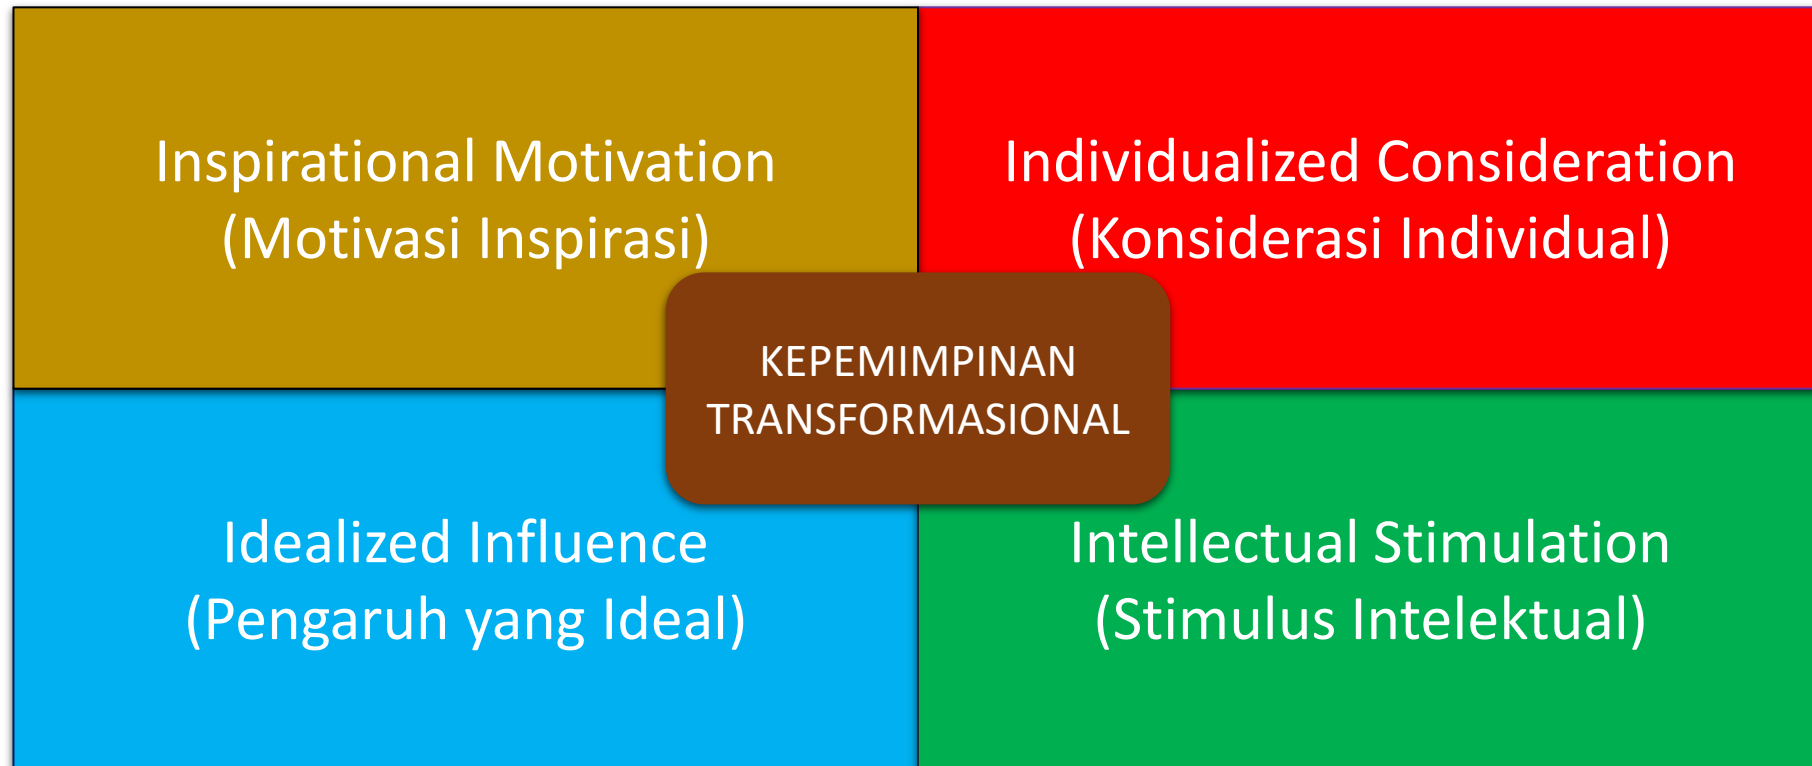 Inspirational Motivation
(Motivasi Inspirasi)
Individualized Consideration
(Konsiderasi Individual)
KEPEMIMPINAN
TRANSFORMASIONAL
Idealized Influence
(Pengaruh yang Ideal)
Intellectual Stimulation
(Stimulus Intelektual)